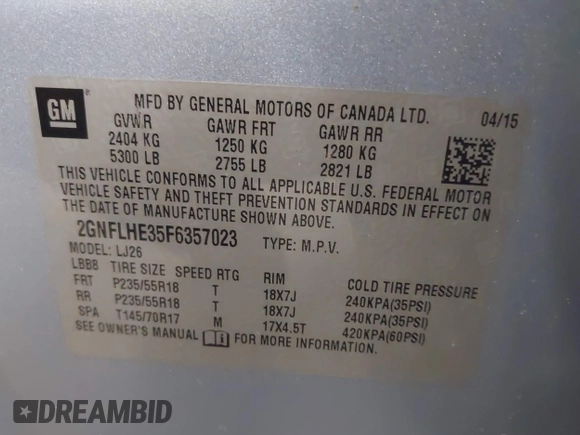 GM
MFD BY GENERAL MOTORS OF CANADA LTD. 04/15
GVWR GAWR FRT GAWR RR
2404 KG 1250 KG 1280 KG
5300 LB 2755 LB 2821 LB
THIS VEHICLE CONFORMS TO ALL APPLICABLE U.S. FEDERAL MOTOR
VEHICLE SAFETY AND THEFT PREVENTION STANDARDS IN EFFECT ON
THE DATE OF MANUFACTURE SHOWN ABOVE.
2GNFLHE35F6357023 TYPE: M.P.V.
MODEL: LJ26
LBBB TIRE SIZE SPEED RTG RIM COLD TIRE PRESSURE
FRT P235/55R18 T 18X7J 240KPA(35PSI)
RR P235/55R18 T 18X7J 240KPA(35PSI)
SPA T145/70R17 M 17X4.5T 420KPA(60PSI)
SEE OWNER'S MANUAL FOR MORE INFORMATION
DREAMBID